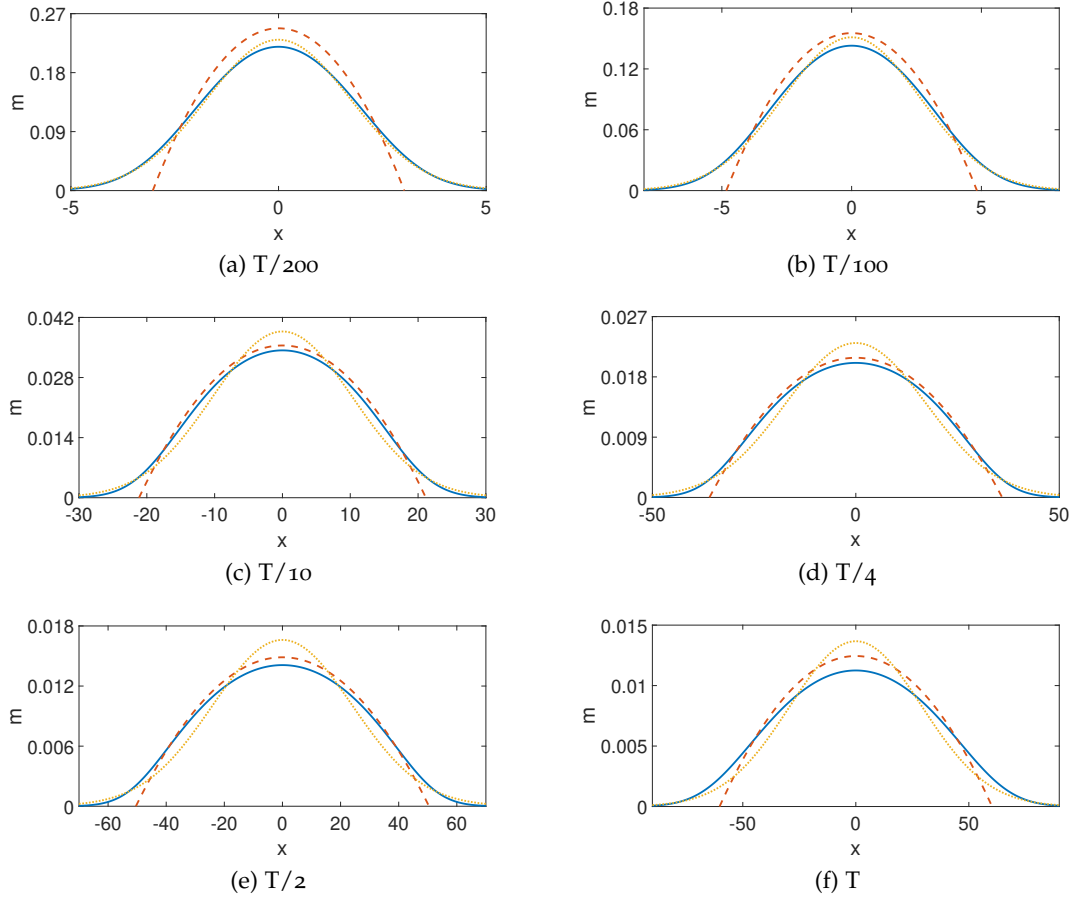 0.27
0.18
0.09
0
-5
0
5
m
x
(a) T/200
0.18
0.12
0.06
0
-5
0
5
m
x
(b) T/100
0.042
0.028
0.014
0
-30
-20
-10
0
10
20
30
m
x
(c) T/10
0.027
0.018
0.009
0
-50
0
50
m
x
(d) T/4
0.018
0.012
0.006
0
-60
-40
-20
0
20
40
60
m
x
(e) T/2
0.015
0.01
0.005
0
-50
0
50
m
x
(f) T